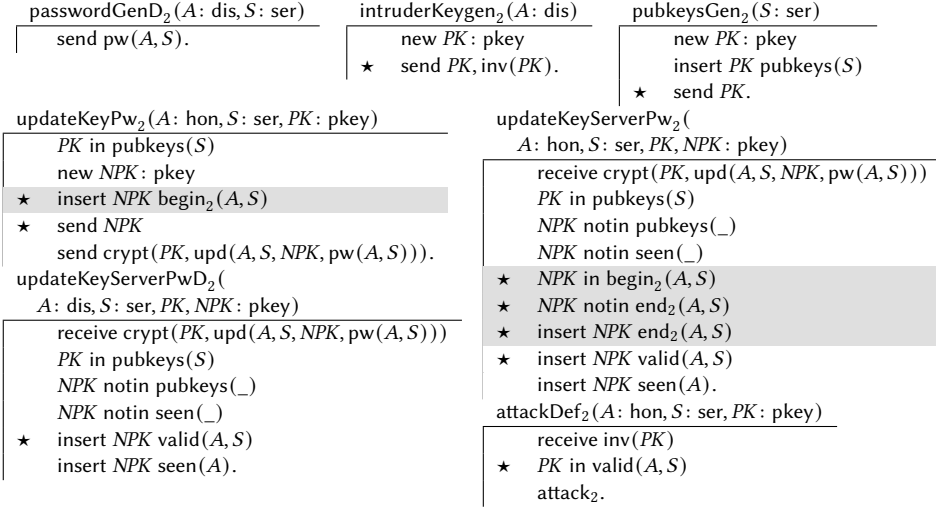 passwordGenD₂(A: dis, S: ser)
send pw(A, S).
intruderKeygen₂(A: dis)
new PK: pkey
★ send PK, inv(PK).
pubkeysGen₂(S: ser)
new PK: pkey
insert PK pubkeys(S)
★ send PK.
updateKeyPw₂(A: hon, S: ser, PK: pkey)
PK in pubkeys(S)
new NPK: pkey
★ insert NPK begin₂(A, S)
★ send NPK
send crypt(PK, upd(A, S, NPK, pw(A, S))).
updateKeyServerPwD₂(
A: dis, S: ser, PK, NPK: pkey)
receive crypt(PK, upd(A, S, NPK, pw(A, S)))
PK in pubkeys(S)
NPK notin pubkeys(_)
NPK notin seen(_)
★ insert NPK valid(A, S)
insert NPK seen(A).
updateKeyServerPw₂(
A: hon, S: ser, PK, NPK: pkey)
receive crypt(PK, upd(A, S, NPK, pw(A, S)))
PK in pubkeys(S)
NPK notin pubkeys(_)
NPK notin seen(_)
★ NPK in begin₂(A, S)
★ NPK notin end₂(A, S)
★ insert NPK end₂(A, S)
★ insert NPK valid(A, S)
insert NPK seen(A).
attackDef₂(A: hon, S: ser, PK: pkey)
receive inv(PK)
★ PK in valid(A, S)
attack₂.